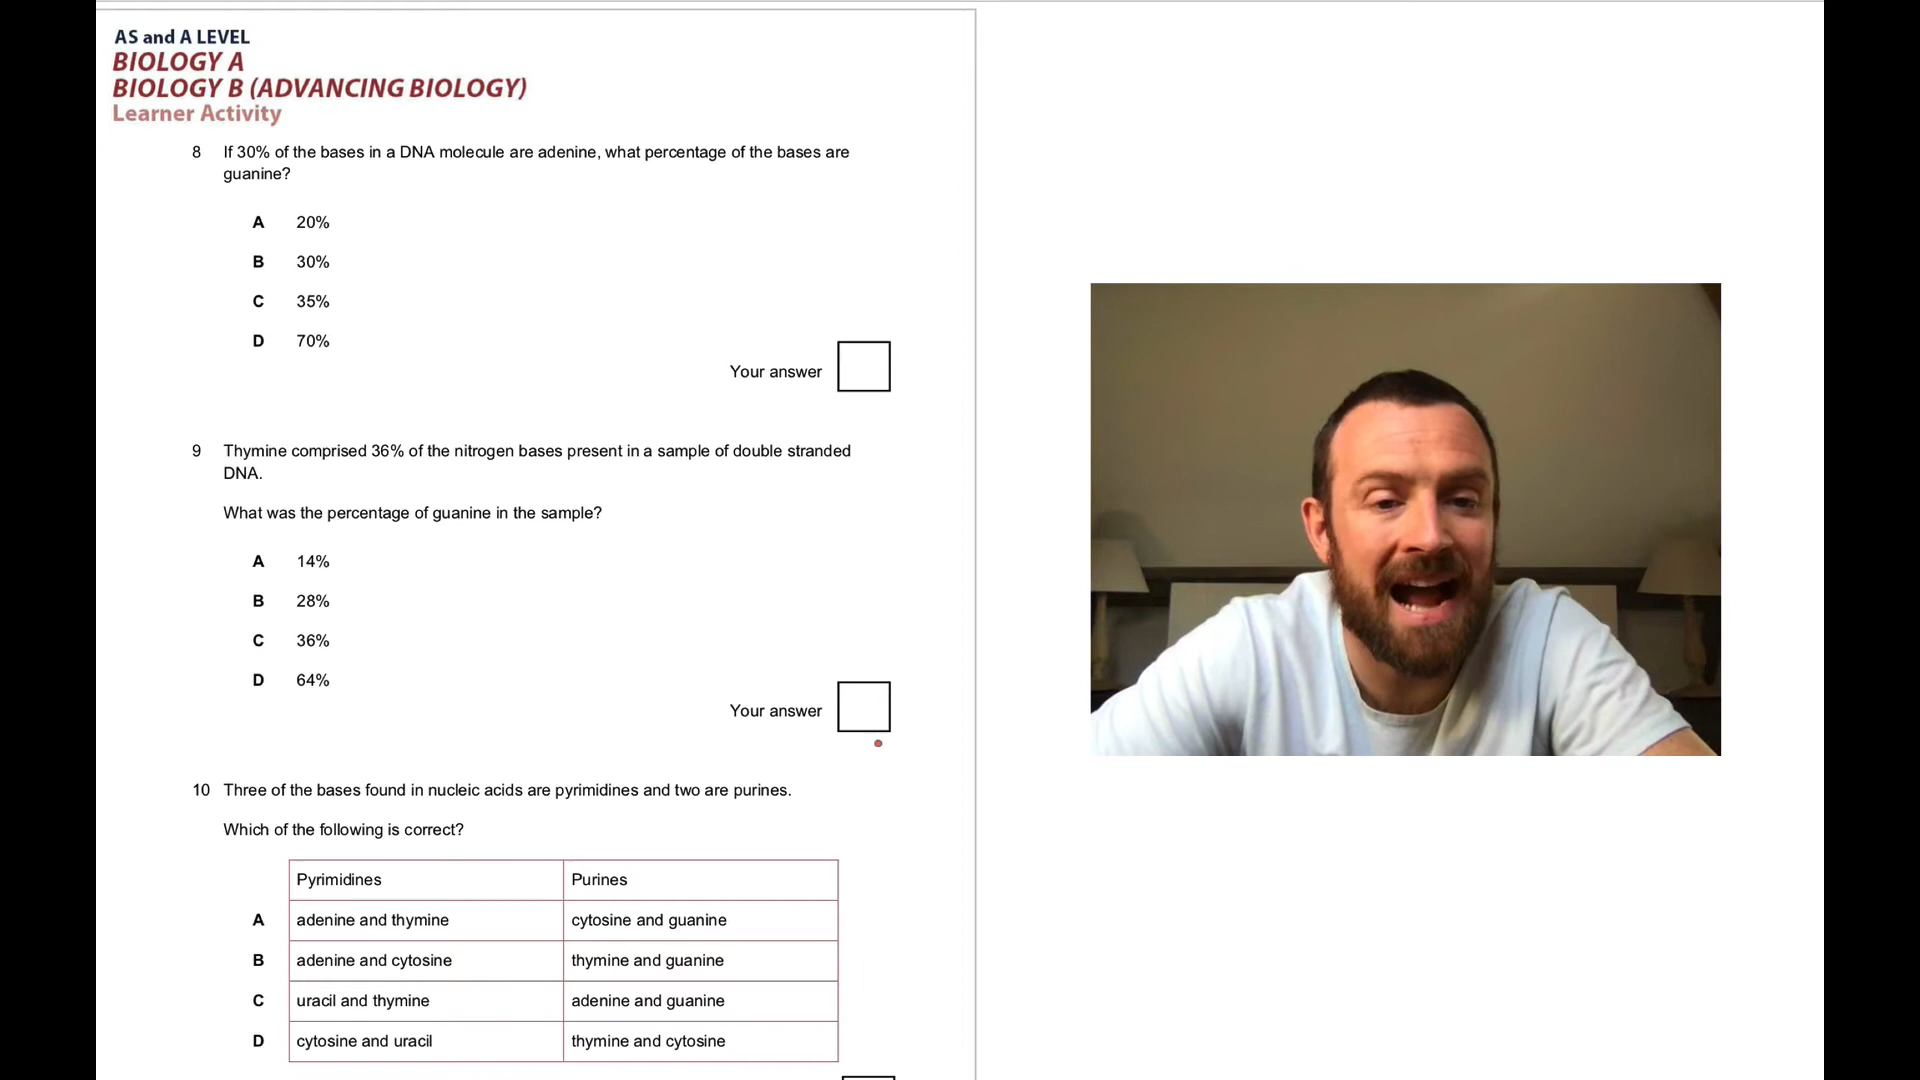 AS and A LEVEL
BIOLOGY A
BIOLOGY B (ADVANCING BIOLOGY)
Learner Activity
8 If 30% of the bases in a DNA molecule are adenine, what percentage of the bases are
guanine?
A 20%
B 30%
C 35%
D 70%
Your answer
9 Thymine comprised 36% of the nitrogen bases present in a sample of double stranded
DNA.
What was the percentage of guanine in the sample?
A 14%
B 28%
C 36%
D 64%
Your answer
10 Three of the bases found in nucleic acids are pyrimidines and two are purines.
Which of the following is correct?
Pyrimidines Purines
A adenine and thymine cytosine and guanine
B adenine and cytosine thymine and guanine
C uracil and thymine adenine and guanine
D cytosine and uracil thymine and cytosine